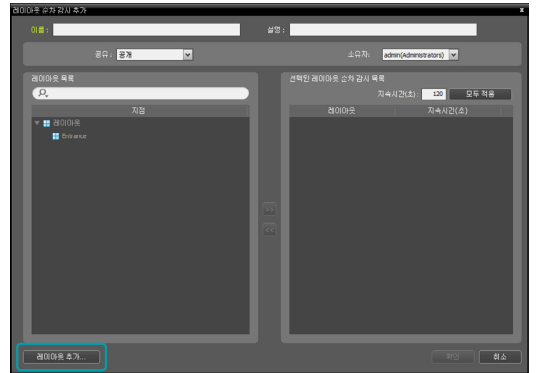 레이아웃 순차 감시 추가 x
이름 : 설명 :
공유 : 공개 소유자: admin(Administrators)
레이아웃 목록 선택된 레이아웃 순차 감시 목록
지속시간(초) : 120 모두 적용
지점 레이아웃 지속시간(초)
레이아웃
Entrance
>>
<<
레이아웃 추가... 확인 취소